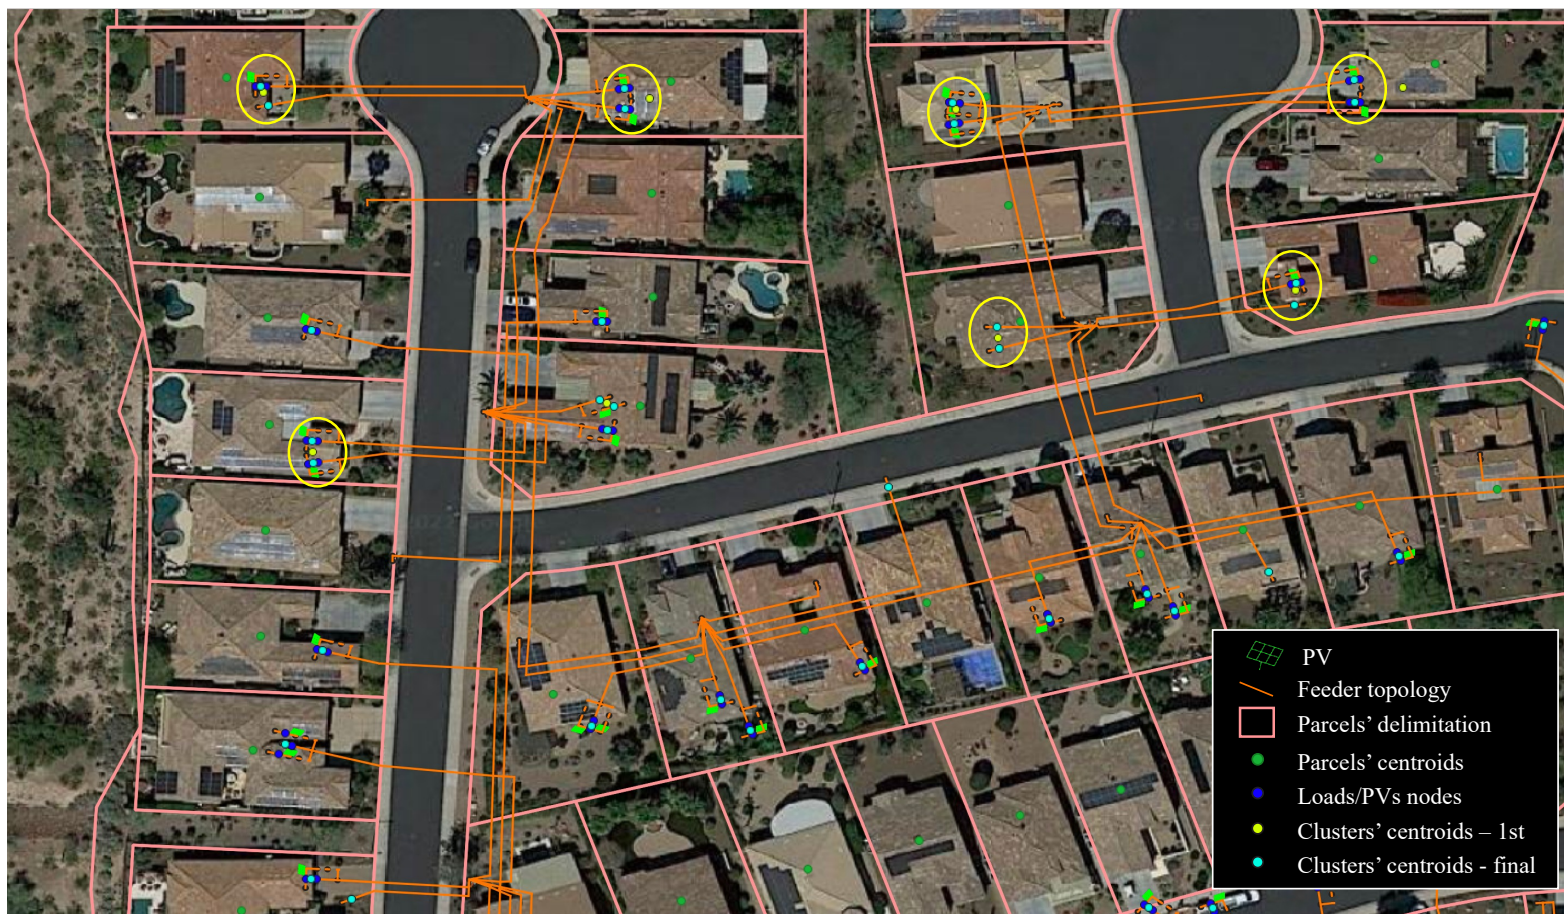 PV
Feeder topology
Parcels’ delimitation
Parcels’ centroids
Loads/PVs nodes
Clusters’ centroids – 1st
Clusters’ centroids - final